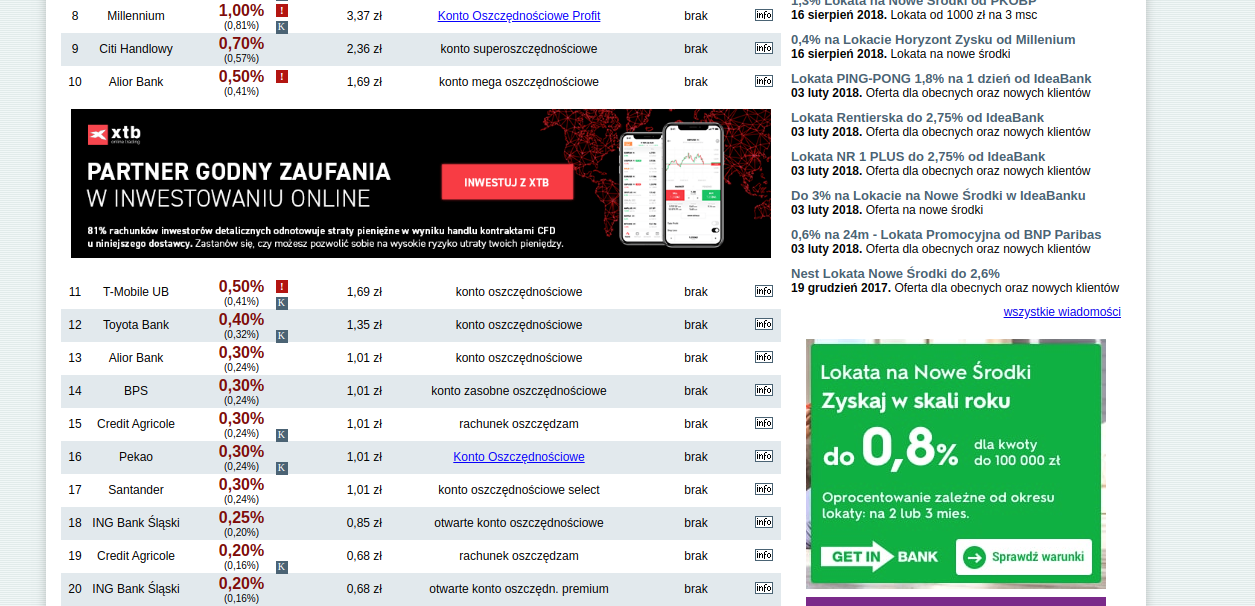 8 Millennium 1,00% ! 3,37 zł Konto Oszczędnościowe Profit brak info
(0,81%) K
9 Citi Handlowy 0,70% 2,36 zł konto superoszczędnościowe brak info
(0,57%)
10 Alior Bank 0,50% ! 1,69 zł konto mega oszczędnościowe brak info
(0,41%)
xtb
online trading
PARTNER GODNY ZAUFANIA
W INWESTOWANIU ONLINE
INWESTUJ Z XTB
81% rachunków inwestorów detalicznych odnotowuje straty pieniężne w wyniku handlu kontraktami CFD
u niniejszego dostawcy. Zastanów się, czy możesz pozwolić sobie na wysokie ryzyko utraty twoich pieniędzy.
11 T-Mobile UB 0,50% ! 1,69 zł konto oszczędnościowe brak info
(0,41%) K
12 Toyota Bank 0,40% 1,35 zł konto oszczędnościowe brak info
(0,32%) K
13 Alior Bank 0,30% 1,01 zł konto oszczędnościowe brak info
(0,24%)
14 BPS 0,30% 1,01 zł konto zasobne oszczędnościowe brak info
(0,24%)
15 Credit Agricole 0,30% 1,01 zł rachunek oszczędzam brak info
(0,24%) K
16 Pekao 0,30% 1,01 zł Konto Oszczędnościowe brak info
(0,24%) K
17 Santander 0,30% 1,01 zł konto oszczędnościowe select brak info
(0,24%)
18 ING Bank Śląski 0,25% 0,85 zł otwarte konto oszczędnościowe brak info
(0,20%)
19 Credit Agricole 0,20% 0,68 zł rachunek oszczędzam brak info
(0,16%) K
20 ING Bank Śląski 0,20% 0,68 zł otwarte konto oszczędn. premium brak info
(0,16%)
1,3% Lokata na Nowe Środki od PKOBP
16 sierpień 2018. Lokata od 1000 zł na 3 msc
0,4% na Lokacie Horyzont Zysku od Millenium
16 sierpień 2018. Lokata na nowe środki
Lokata PING-PONG 1,8% na 1 dzień od IdeaBank
03 luty 2018. Oferta dla obecnych oraz nowych klientów
Lokata Rentierska do 2,75% od IdeaBank
03 luty 2018. Oferta dla obecnych oraz nowych klientów
Lokata NR 1 PLUS do 2,75% od IdeaBank
03 luty 2018. Oferta dla obecnych oraz nowych klientów
Do 3% na Lokacie na Nowe Środki w IdeaBanku
03 luty 2018. Oferta na nowe środki
0,6% na 24m - Lokata Promocyjna od BNP Paribas
03 luty 2018. Oferta dla obecnych oraz nowych klientów
Nest Lokata Nowe Środki do 2,6%
19 grudzień 2017. Oferta dla obecnych oraz nowych klientów
wszystkie wiadomości
Lokata na Nowe Środki
Zyskaj w skali roku
do 0,8% dla kwoty
do 100 000 zł
Oprocentowanie zależne od okresu
lokaty: na 2 lub 3 mies.
GET IN BANK
Sprawdź warunki